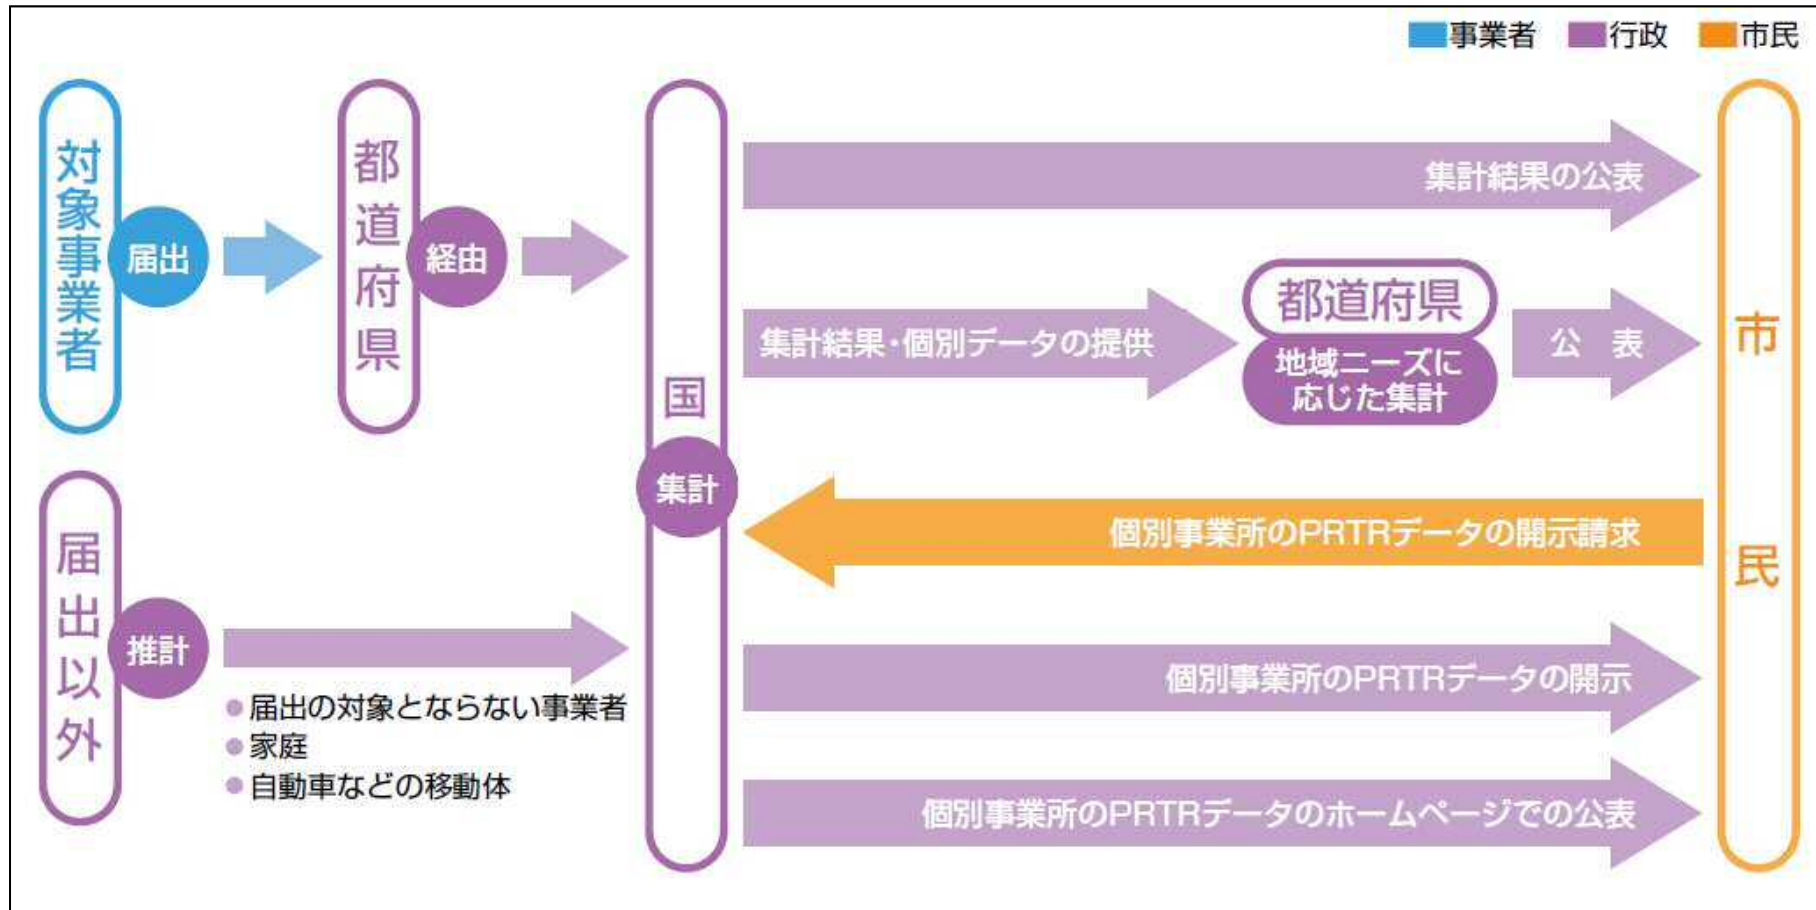 事業者 行政 市民
対象事業者
届出
都道府県
経由
国
集計
集計結果の公表
集計結果・個別データの提供
都道府県
地域ニーズに
応じた集計
公 表
市民
個別事業所のPRTRデータの開示請求
届出以外
推計
届出の対象とならない事業者
家庭
自動車などの移動体
個別事業所のPRTRデータの開示
個別事業所のPRTRデータのホームページでの公表